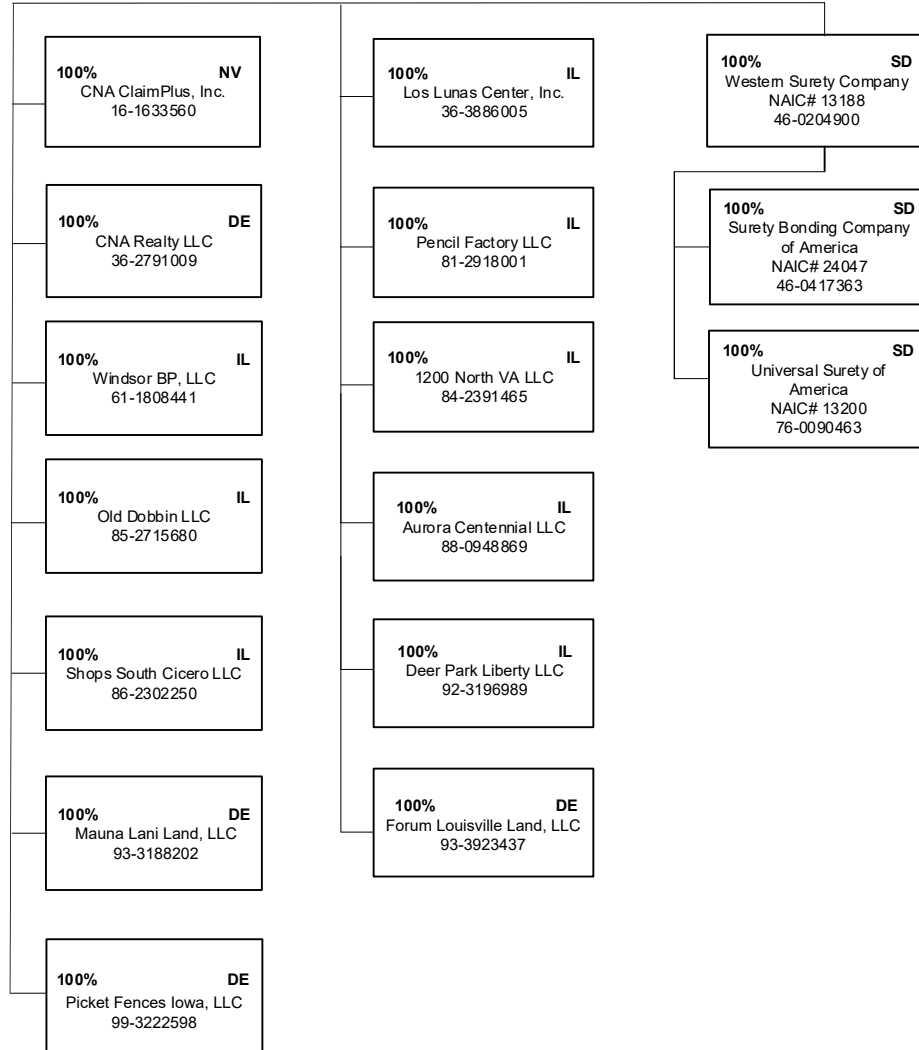 100% NV
CNA ClaimPlus, Inc.
16-1633560
100% DE
CNA Realty LLC
36-2791009
100% IL
Windsor BP, LLC
61-1808441
100% IL
Old Dobbin LLC
85-2715680
100% IL
Shops South Cicero LLC
86-2302250
100% DE
Mauna Lani Land, LLC
93-3188202
100% DE
Picket Fences Iowa, LLC
99-3222598
100% IL
Los Lunas Center, Inc.
36-3886005
100% IL
Pencil Factory LLC
81-2918001
100% IL
1200 North VA LLC
84-2391465
100% IL
Aurora Centennial LLC
88-0948869
100% IL
Deer Park Liberty LLC
92-3196989
100% DE
Forum Louisville Land, LLC
93-3923437
100% SD
Western Surety Company
NAIC# 13188
46-0204900
100% SD
Surety Bonding Company
of America
NAIC# 24047
46-0417363
100% SD
Universal Surety of
America
NAIC# 13200
76-0090463